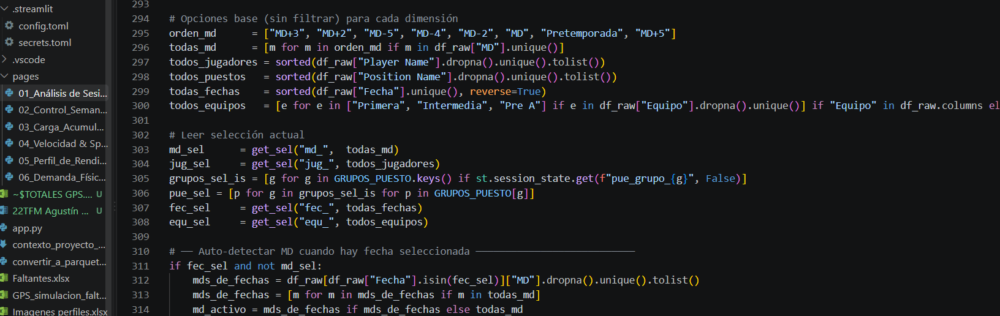 .streamlit
config.toml
secrets.toml
.vscode
pages
01_Análisis de Sesi...
02_Control_Seman...
03_Carga_Acumul...
04_Velocidad & Sp...
05_Perfil_de_Rendi...
06_Demanda_Físic...
~$TOTALES GPS.... U
22TFM Agustín ... U
app.py
contexto_proyecto_...
convertir_a_parquet...
Faltantes.xlsx
GPS_simulacion_falt...
Imagenes perfiles.xlsx
293
294 # Opciones base (sin filtrar) para cada dimensión
295 orden_md      = ["MD+3", "MD+2", "MD-5", "MD-4", "MD-2", "MD", "Pretemporada", "MD+5"]
296 todas_md      = [m for m in orden_md if m in df_raw["MD"].unique()]
297 todos_jugadores = sorted(df_raw["Player Name"].dropna().unique().tolist())
298 todos_puestos   = sorted(df_raw["Position Name"].dropna().unique().tolist())
299 todas_fechas    = sorted(df_raw["Fecha"].unique(), reverse=True)
300 todos_equipos   = [e for e in ["Primera", "Intermedia", "Pre A"] if e in df_raw["Equipo"].dropna().unique()] if "Equipo" in df_raw.columns el
301
302 # Leer selección actual
303 md_sel      = get_sel("md_",  todas_md)
304 jug_sel     = get_sel("jug_", todos_jugadores)
305 grupos_sel_is = [g for g in GRUPOS_PUESTO.keys() if st.session_state.get(f"pue_grupo_{g}", False)]
306 pue_sel = [p for g in grupos_sel_is for p in GRUPOS_PUESTO[g]]
307 fec_sel     = get_sel("fec_", todas_fechas)
308 equ_sel     = get_sel("equ_", todos_equipos)
309
310 # —— Auto-detectar MD cuando hay fecha seleccionada ——————————————————————————
311 if fec_sel and not md_sel:
312     mds_de_fechas = df_raw[df_raw["Fecha"].isin(fec_sel)]["MD"].dropna().unique().tolist()
313     mds_de_fechas = [m for m in mds_de_fechas if m in todas_md]
314     md_activo = mds_de_fechas if mds_de_fechas else todas_md